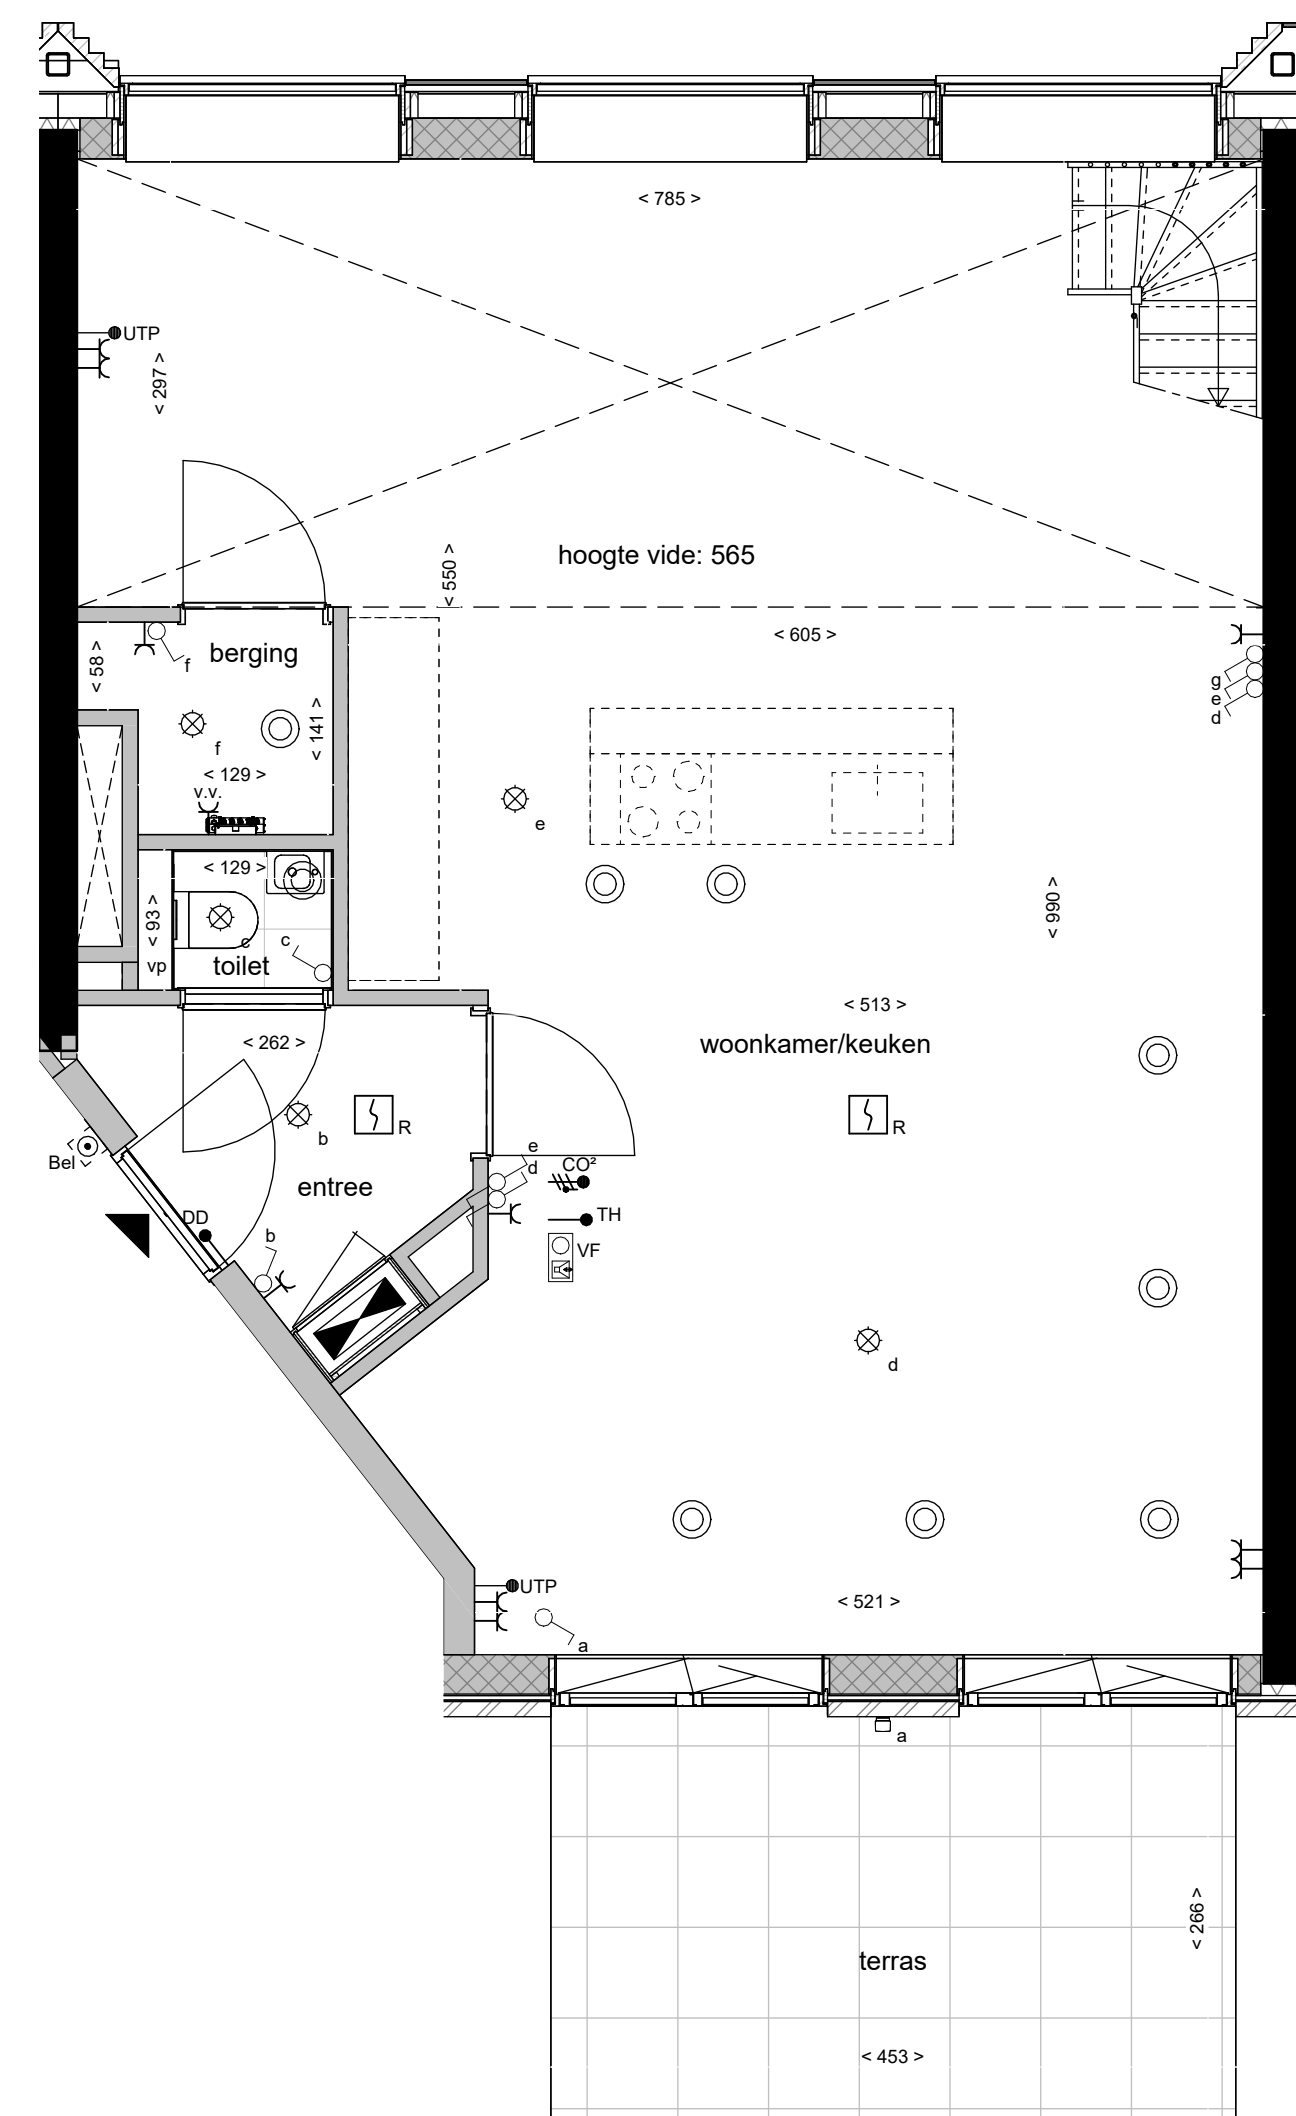 < 785 >
UTP
< 297 >
hoogte vide: 565
< 550 >
< 605 >
berging
f
< 58 >
g
e
d
< 141 >
f
< 129 >
v.v.
e
< 129 >
< 93 >
c
c
vp
toilet
< 990 >
< 513 >
woonkamer/keuken
< 262 >
R
R
b
Bel
e
d
CO²
entree
DD
TH
b
VF
d
UTP
< 521 >
a
a
< 266 >
terras
< 453 >